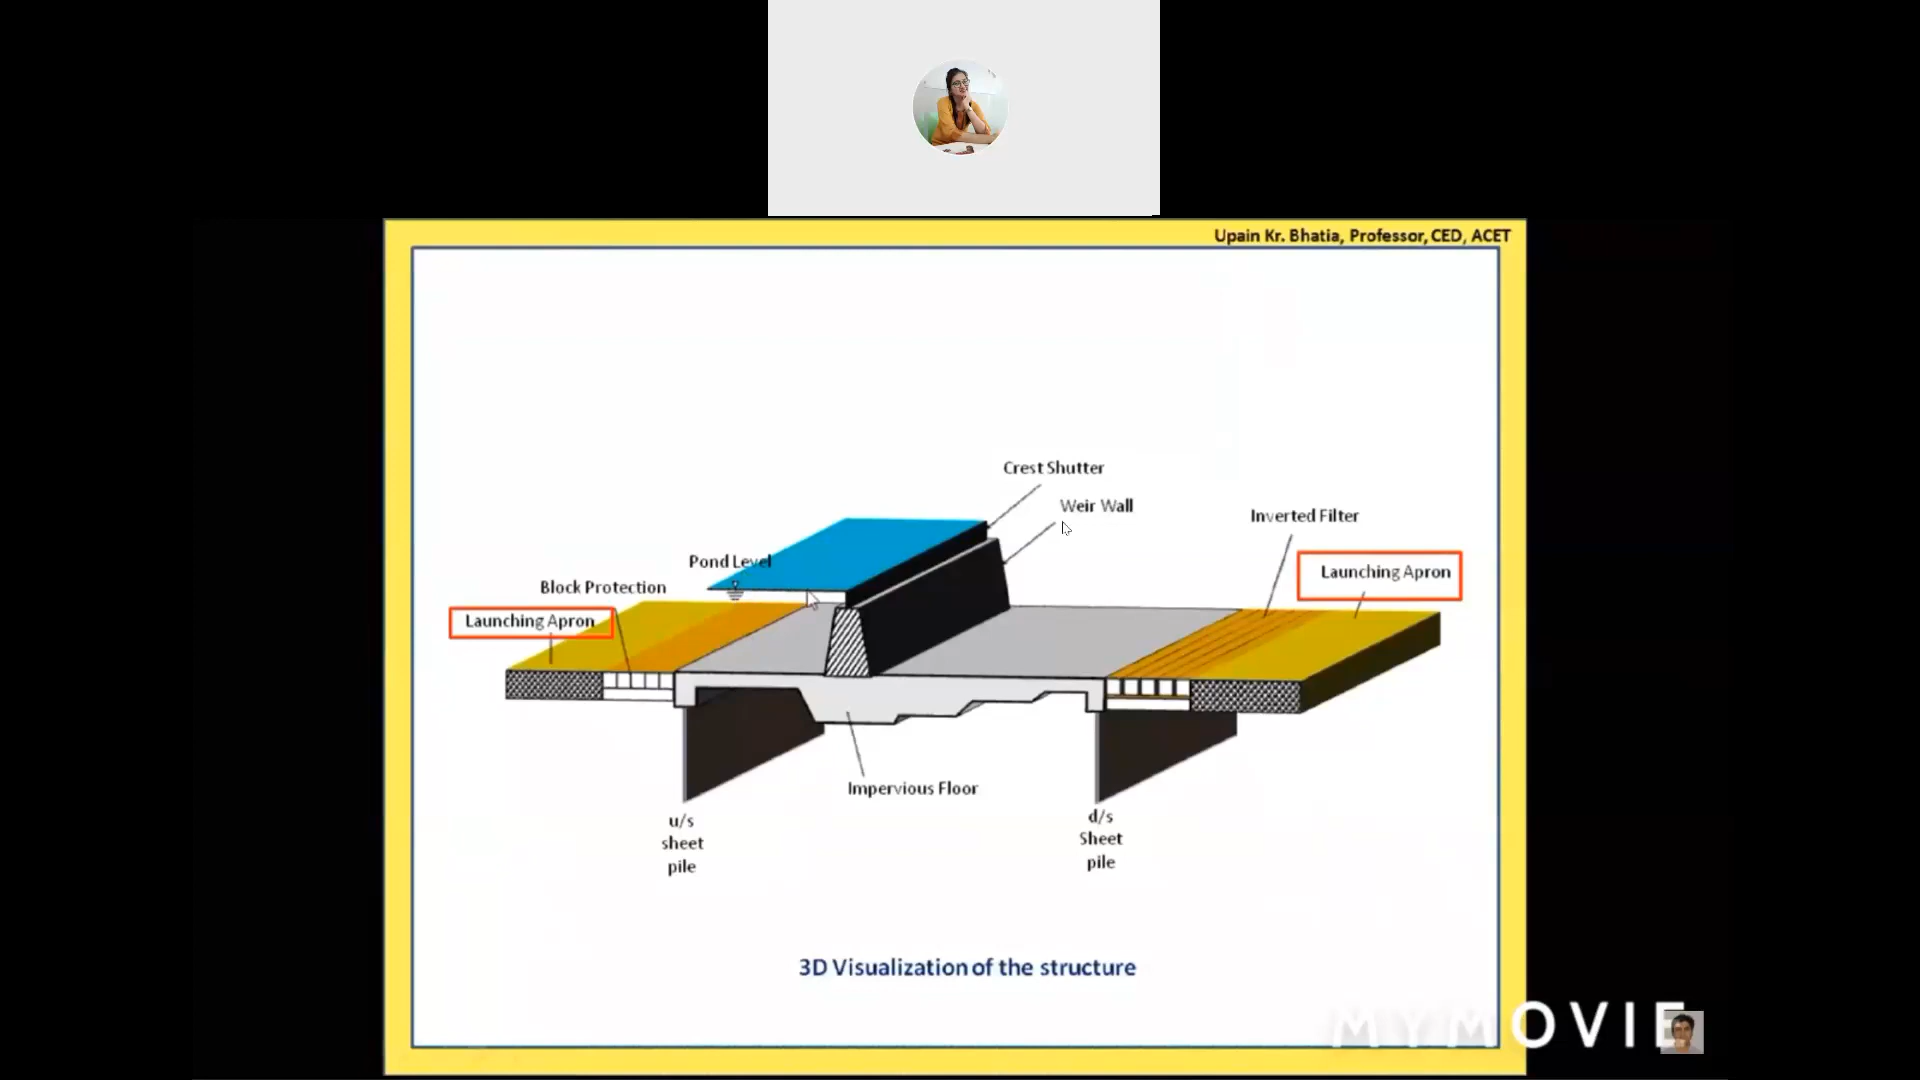 Upain Kr. Bhatia, Professor, CED, ACET
Crest Shutter
Weir Wall
Inverted Filter
Pond Level
Launching Apron
Block Protection
Launching Apron
Impervious Floor
u/s
sheet
pile
d/s
Sheet
pile
3D Visualization of the structure
MYMOVIE